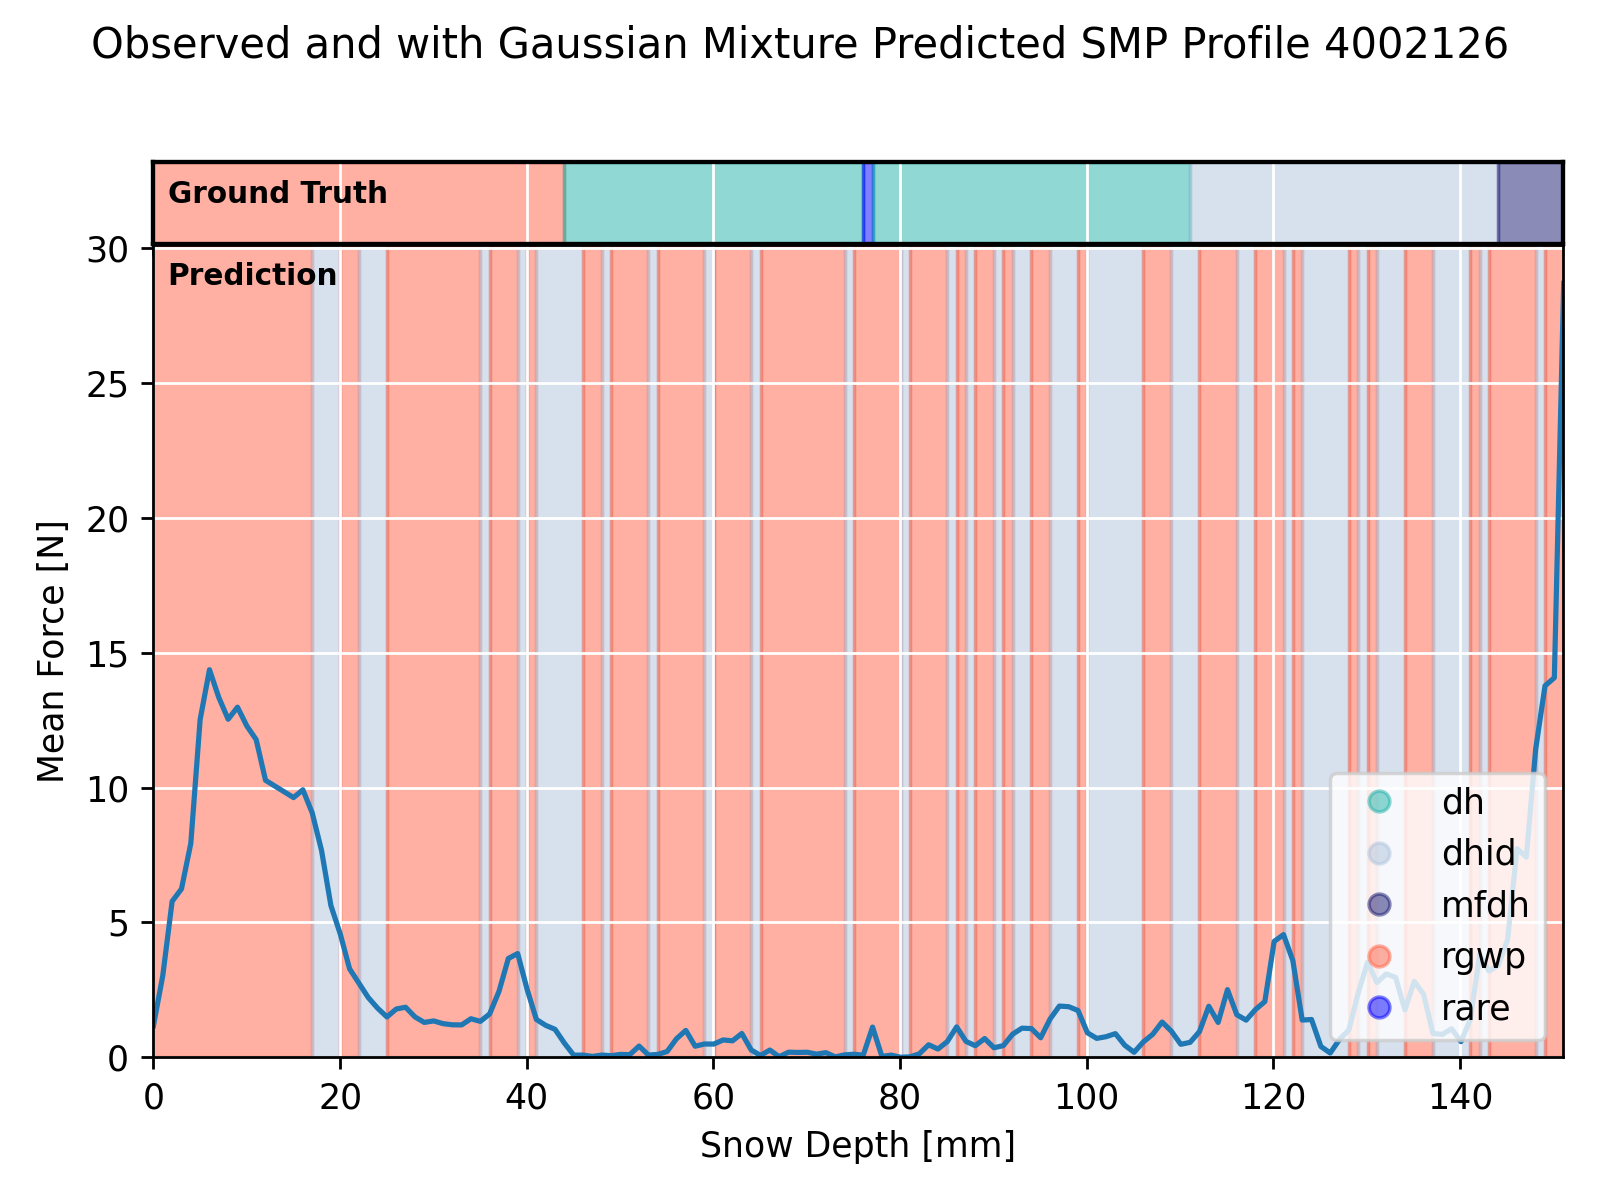 Observed and with Gaussian Mixture Predicted SMP Profile 4002126
Ground Truth
Prediction
30
25
20
15
10
5
0
Mean Force [N]
dh
dhid
mfdh
rgwp
rare
0 20 40 60 80 100 120 140
Snow Depth [mm]